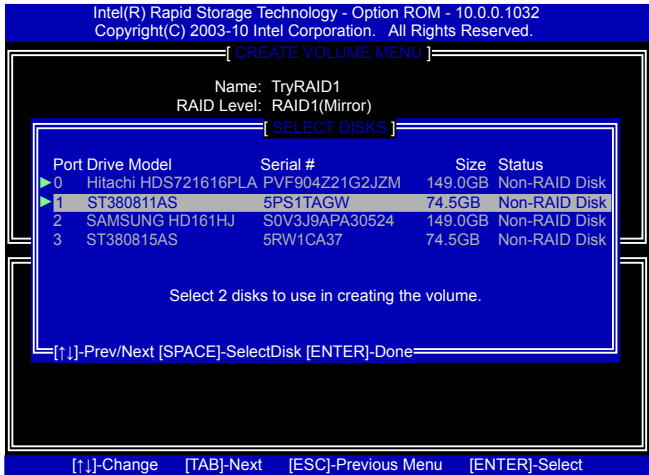 Intel(R) Rapid Storage Technology - Option ROM - 10.0.0.1032
Copyright(C) 2003-10 Intel Corporation. All Rights Reserved.
[ CREATE VOLUME MENU ]
Name: TryRAID1
RAID Level: RAID1(Mirror)
[ SELECT DISKS ]
Port Drive Model Serial # Size Status
0 Hitachi HDS721616PLA PVF904Z21G2JZM 149.0GB Non-RAID Disk
1 ST380811AS 5PS1TAGW 74.5GB Non-RAID Disk
2 SAMSUNG HD161HJ S0V3J9APA30524 149.0GB Non-RAID Disk
3 ST380815AS 5RW1CA37 74.5GB Non-RAID Disk
Select 2 disks to use in creating the volume.
[↑↓]-Prev/Next [SPACE]-SelectDisk [ENTER]-Done
[↑↓]-Change [TAB]-Next [ESC]-Previous Menu [ENTER]-Select